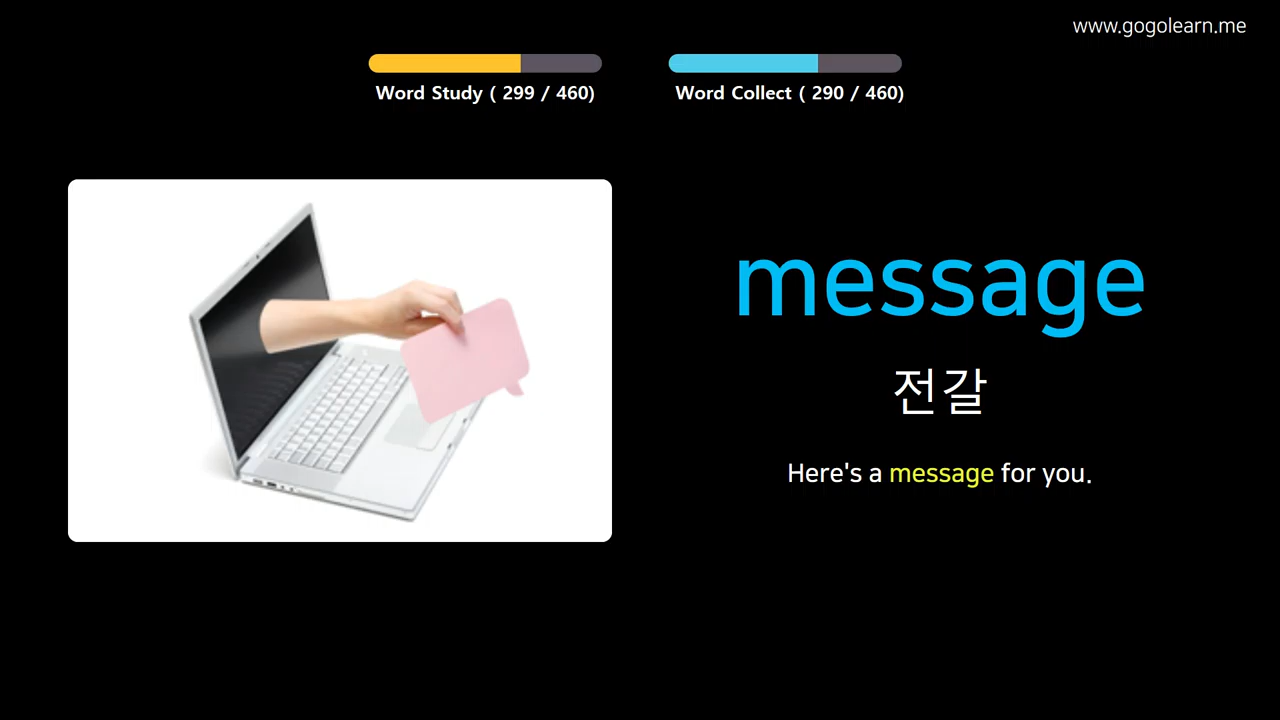 www.gogolearn.me
Word Study ( 299 / 460)
Word Collect ( 290 / 460)
message
전갈
Here's a message for you.